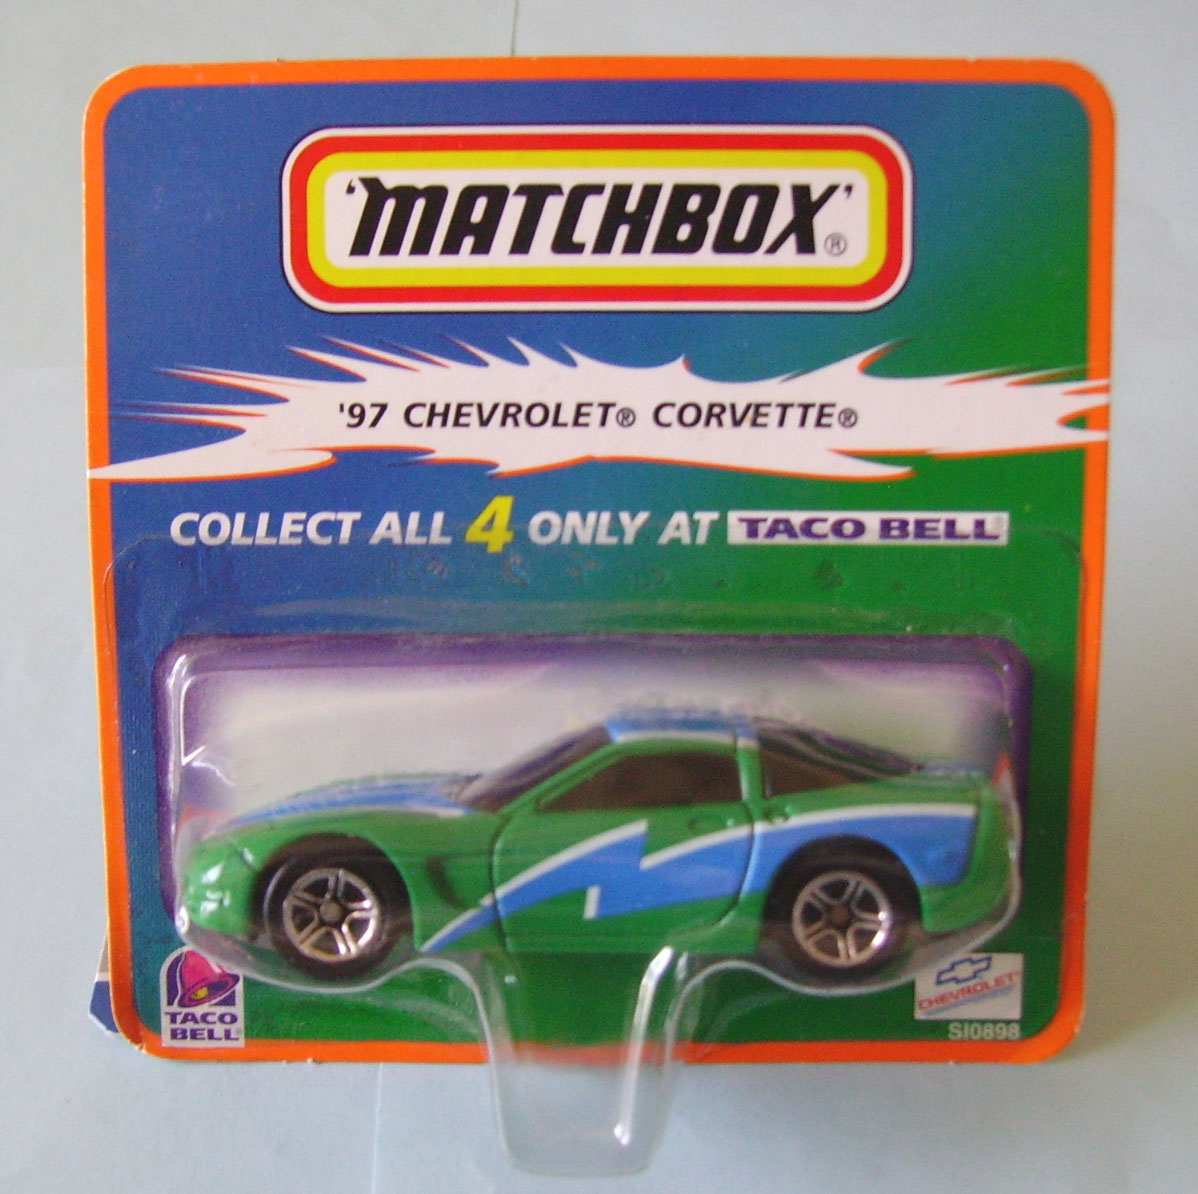 'MATCHBOX'®
'97 CHEVROLET® CORVETTE®
COLLECT ALL 4 ONLY AT TACO BELL®
TACO
BELL®
CHEVROLET
SI0898